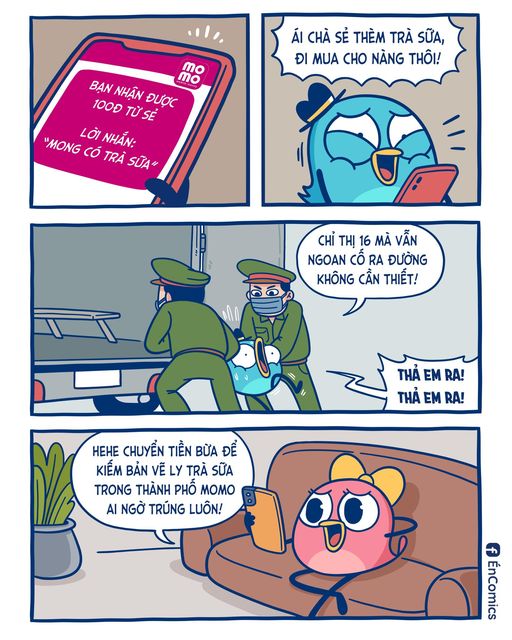 momo
BẠN NHẬN ĐƯỢC
100Đ TỪ SẺ
LỜI NHẮN:
"MONG CÓ TRÀ SỮA"
ÁI CHÀ SẺ THÈM TRÀ SỮA,
ĐI MUA CHO NÀNG THÔI!
CHỈ THỊ 16 MÀ VẪN
NGOAN CỐ RA ĐƯỜNG
KHÔNG CẦN THIẾT!
THẢ EM RA!
THẢ EM RA!
HEHE CHUYỂN TIỀN BỪA ĐỂ
KIẾM BẢN VẼ LY TRÀ SỮA
TRONG THÀNH PHỐ MOMO
AI NGỜ TRÚNG LUÔN!
ÉnComics